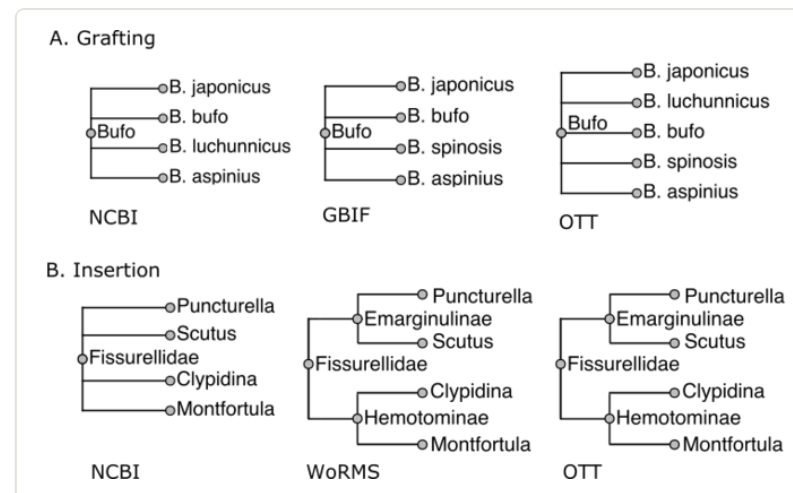 A. Grafting
B. japonicus
B. bufo
Bufo
B. luchunnicus
B. aspinius
NCBI
B. japonicus
B. bufo
Bufo
B. spinosis
B. aspinius
GBIF
B. japonicus
B. luchunnicus
Bufo
B. bufo
B. spinosis
B. aspinius
OTT
B. Insertion
Puncturella
Scutus
Fissurellidae
Clypidina
Montfortula
NCBI
Puncturella
Emarginulinae
Scutus
Fissurellidae
Clypidina
Hemotominae
Montfortula
WoRMS
Puncturella
Emarginulinae
Scutus
Fissurellidae
Clypidina
Hemotominae
Montfortula
OTT